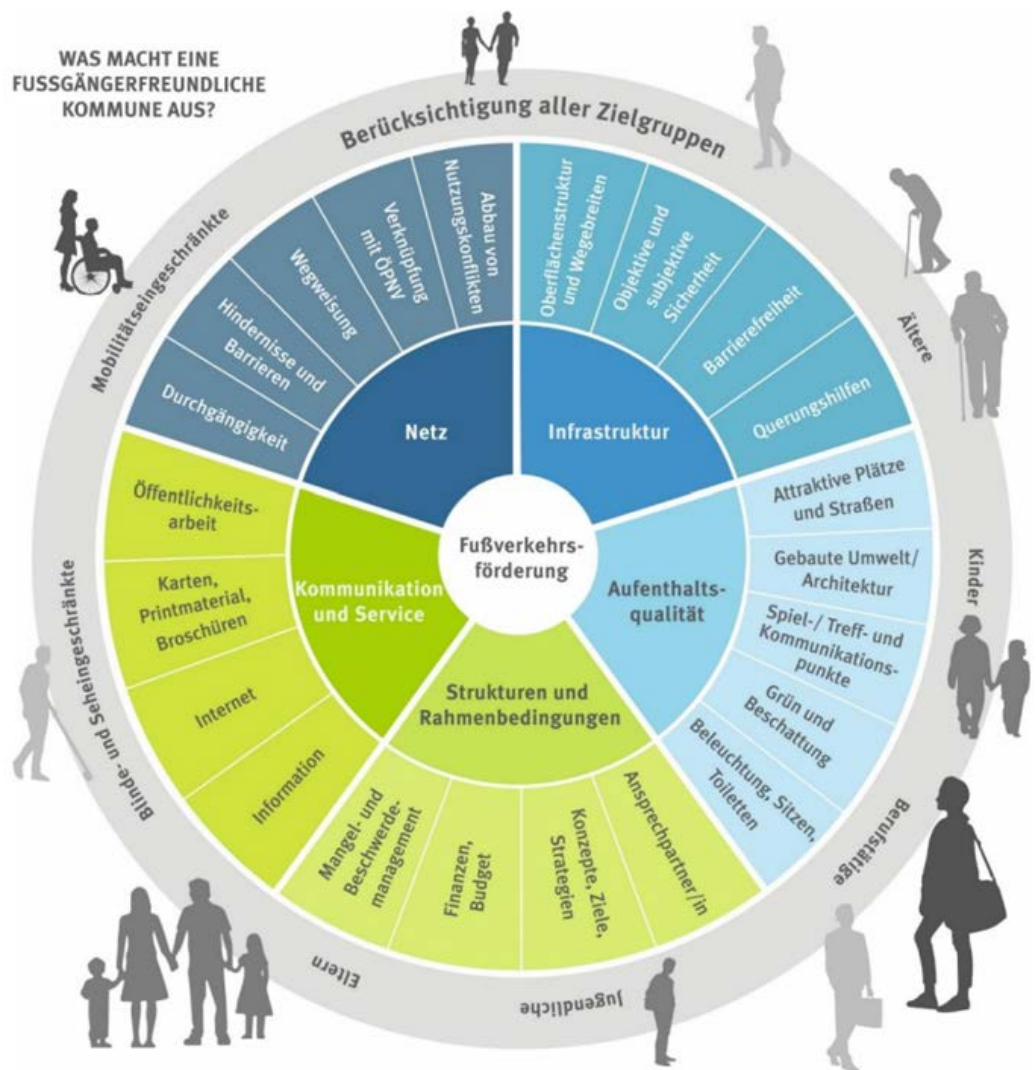 WAS MACHT EINE
FUSSGÄNGERFREUNDLICHE
KOMMUNE AUS?
Berücksichtigung aller Zielgruppen
Mobilitätseingeschränkte
Ältere
Kinder
Berufstätige
Jugendliche
Eltern
Blinde- und Seheingeschränkte
Fußverkehrs-
förderung
Netz
Durchgängigkeit
Hindernisse und
Barrieren
Wegweisung
Verknüpfung
mit ÖPNV
Abbau von
Nutzungskonflikten
Infrastruktur
Oberflächenstruktur
und Wegebreiten
Objektive und
subjektive
Sicherheit
Barrierefreiheit
Querungshilfen
Aufenthalts-
qualität
Attraktive Plätze
und Straßen
Gebaute Umwelt/
Architektur
Spiel-/ Treff- und
Kommunikations-
punkte
Grün und
Beschattung
Beleuchtung, Sitzen,
Toiletten
Strukturen und
Rahmenbedingungen
Ansprechpartner/in
Konzepte, Ziele,
Strategien
Finanzen,
Budget
Mangel- und
Beschwerde-
management
Kommunikation
und Service
Information
Internet
Karten,
Printmaterial,
Broschüren
Öffentlichkeits-
arbeit